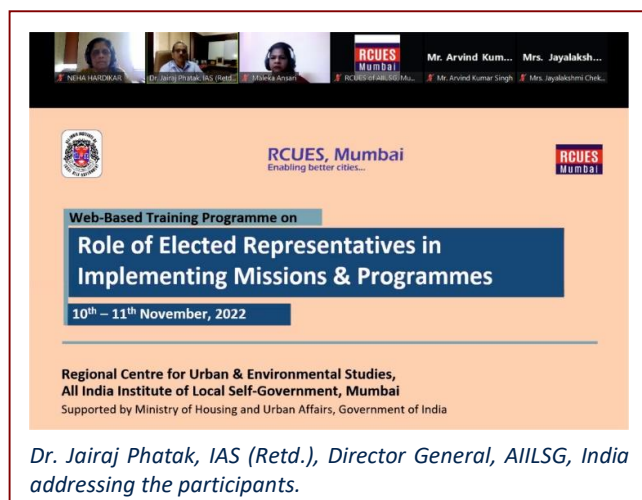 NEHA HARDIKAR
Dr. Jairaj Phatak, IAS (Retd...
Maleka Ansari
RCUES
Mumbai
RCUES of AIILSG, Mu...
Mr. Arvind Kum...
Mr. Arvind Kumar Singh
Mrs. Jayalaksh...
Mrs. Jayalakshmi Chek...
RCUES, Mumbai
Enabling better cities...
RCUES
Mumbai
Web-Based Training Programme on
Role of Elected Representatives in
Implementing Missions & Programmes
10th – 11th November, 2022
Regional Centre for Urban & Environmental Studies,
All India Institute of Local Self-Government, Mumbai
Supported by Ministry of Housing and Urban Affairs, Government of India
Dr. Jairaj Phatak, IAS (Retd.), Director General, AIILSG, India
addressing the participants.